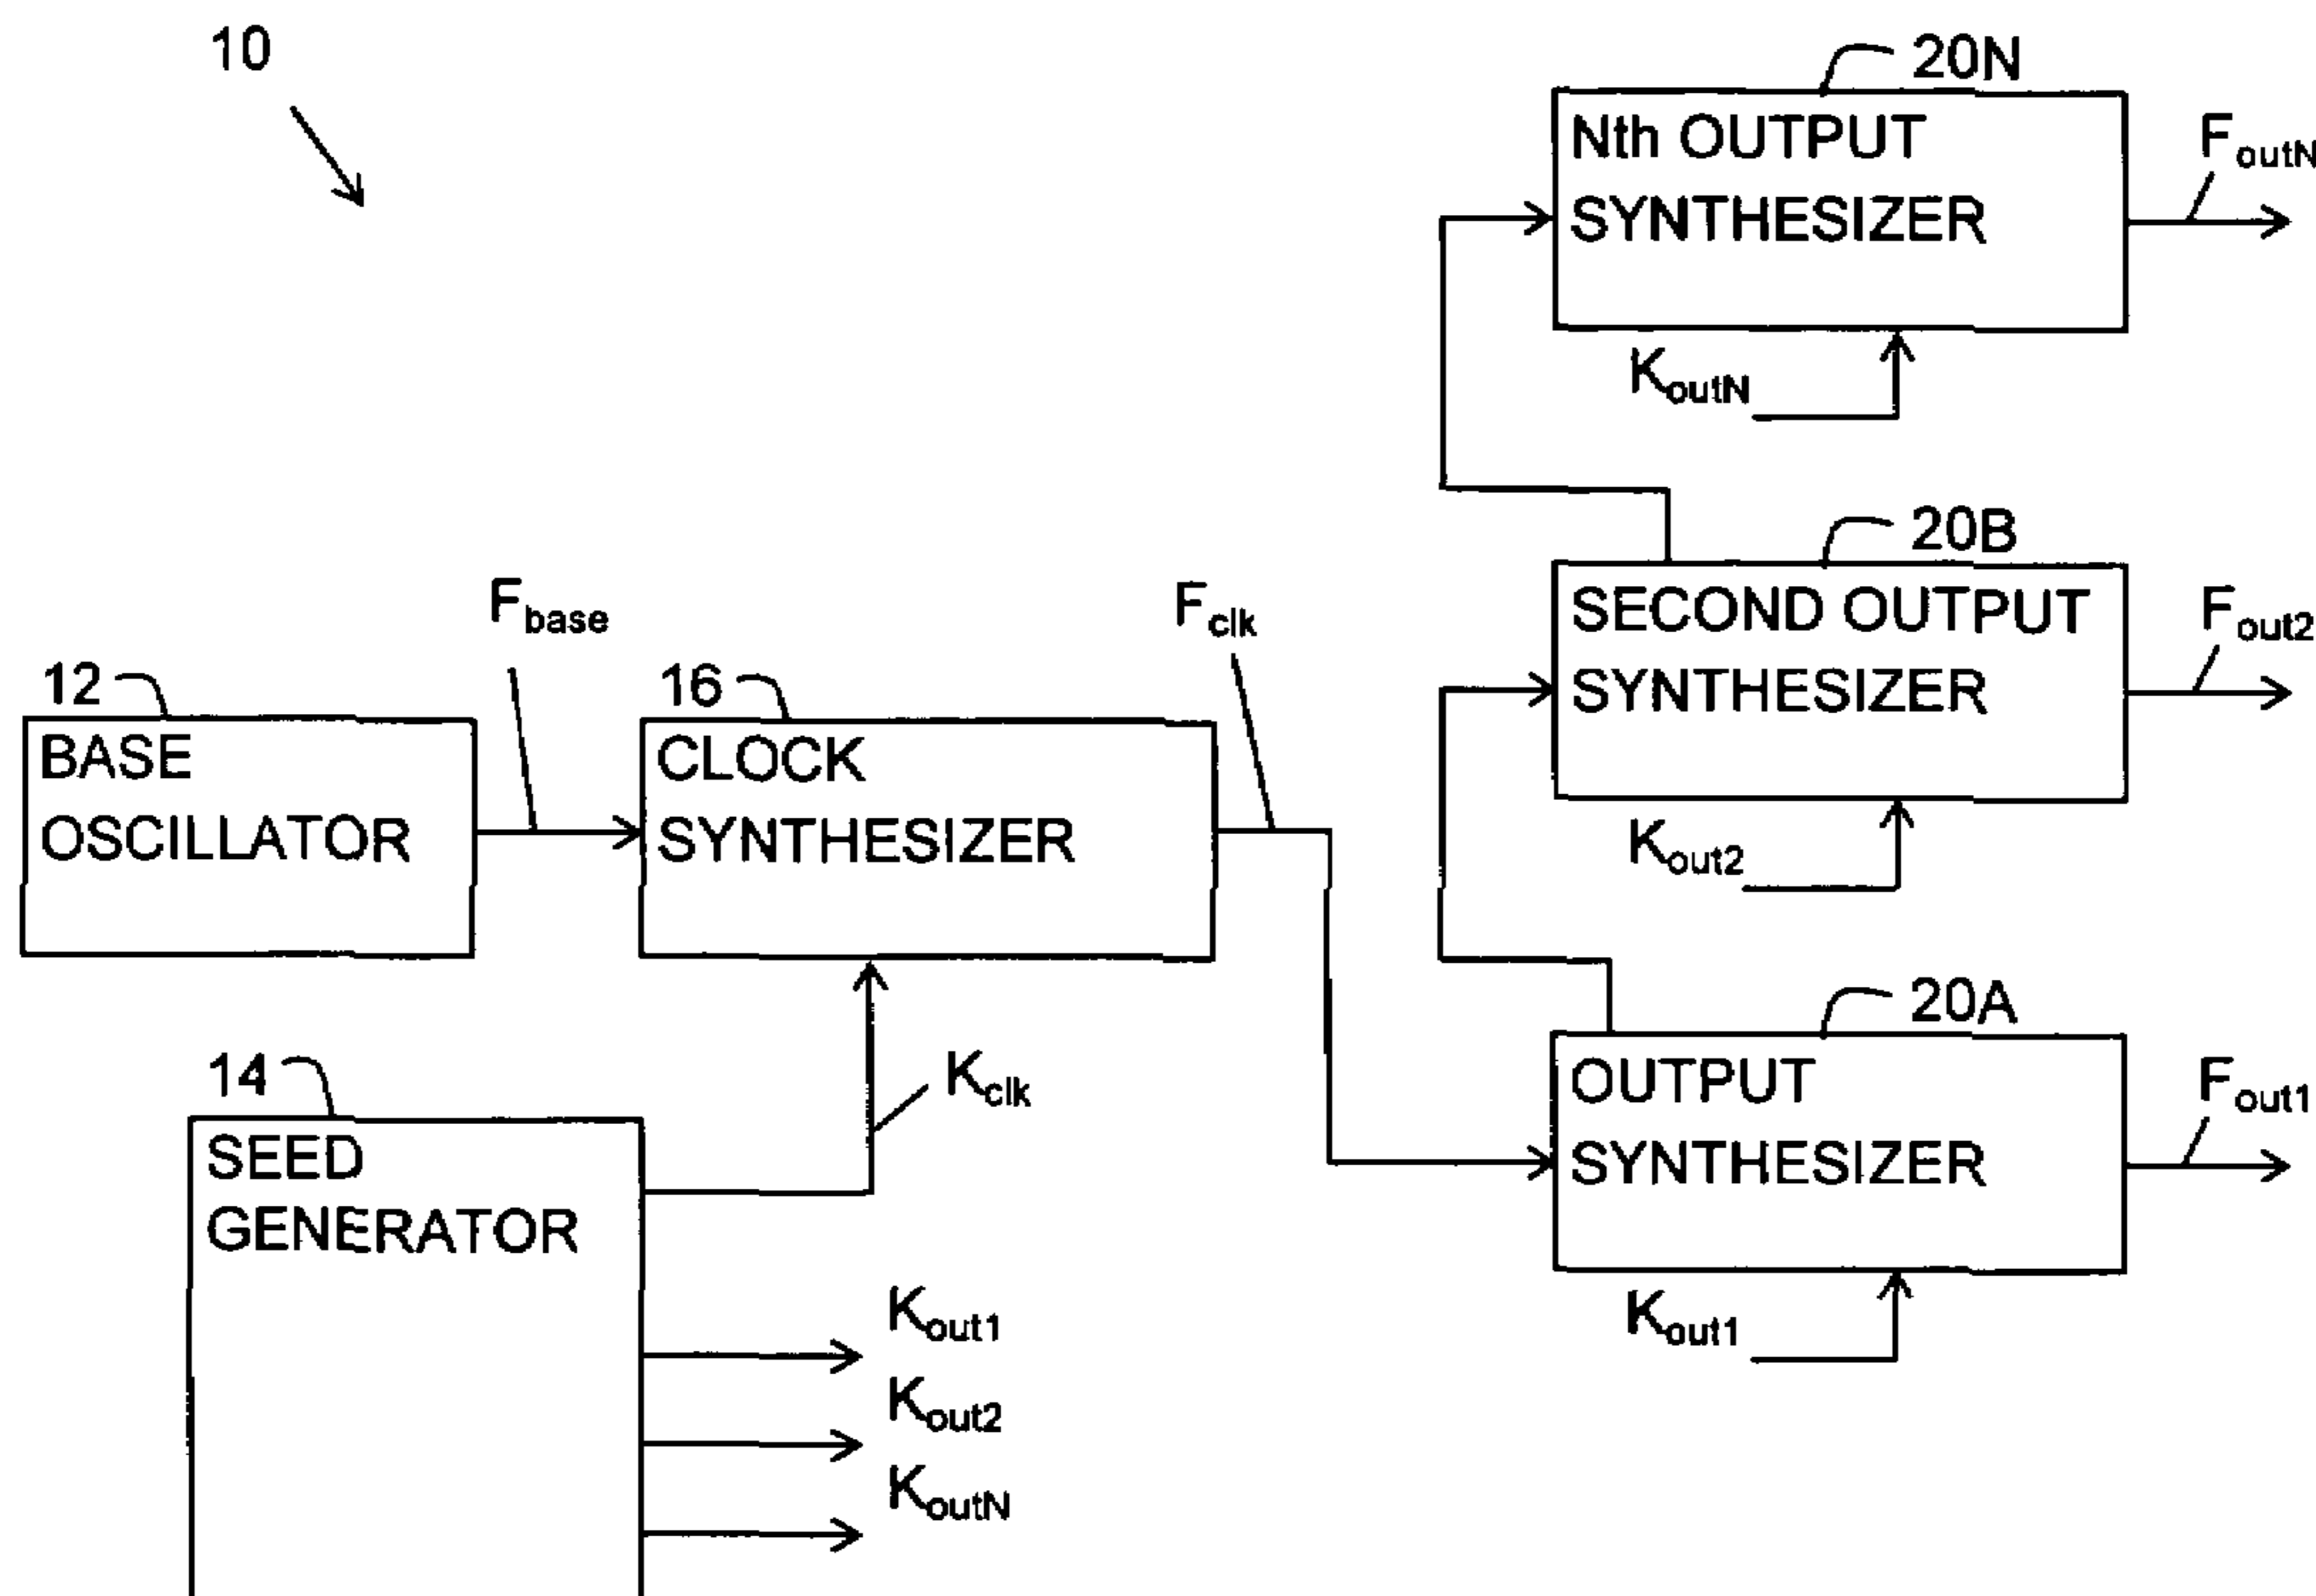 10
20N
Nth OUTPUT
SYNTHESIZER
FoutN
KoutN
20B
SECOND OUTPUT
SYNTHESIZER
Fout2
Kout2
Fbase
Fclk
12
BASE
OSCILLATOR
16
CLOCK
SYNTHESIZER
20A
OUTPUT
SYNTHESIZER
Fout1
Kout1
14
SEED
GENERATOR
Kclk
Kout1
Kout2
KoutN